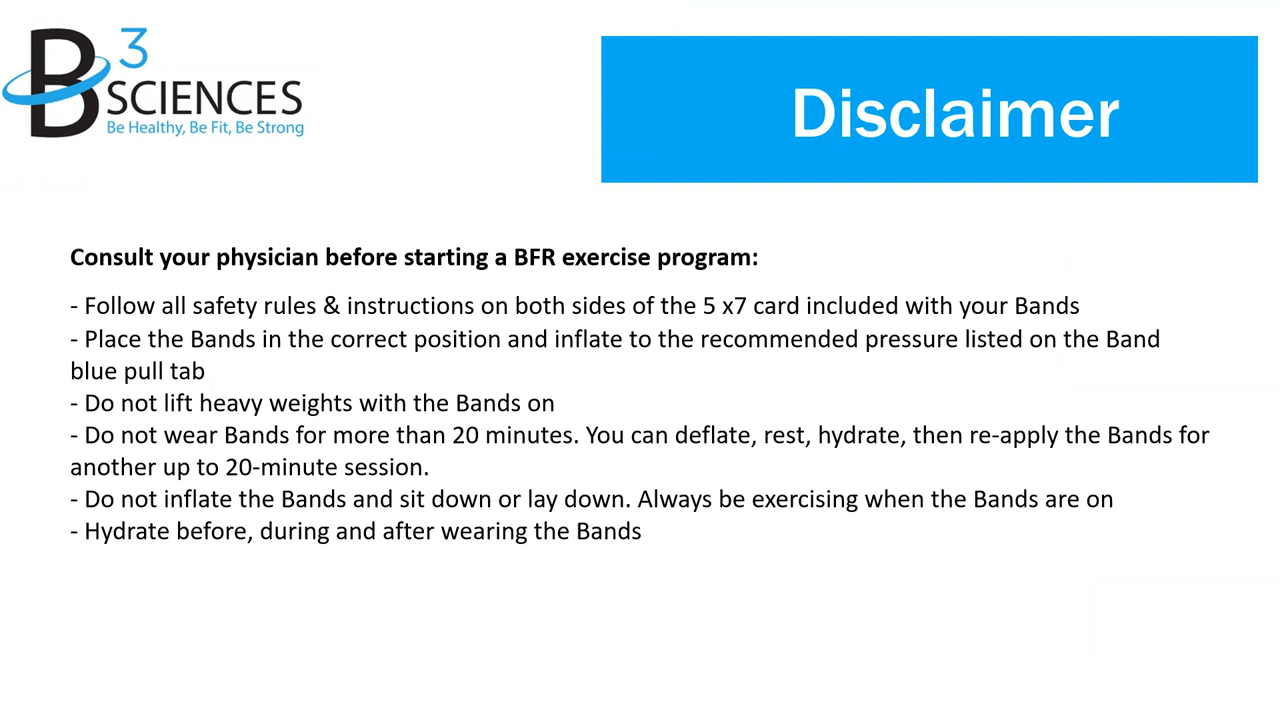 B3 SCIENCES
Be Healthy, Be Fit, Be Strong
Disclaimer
Consult your physician before starting a BFR exercise program:
- Follow all safety rules & instructions on both sides of the 5 x7 card included with your Bands
- Place the Bands in the correct position and inflate to the recommended pressure listed on the Band
blue pull tab
- Do not lift heavy weights with the Bands on
- Do not wear Bands for more than 20 minutes. You can deflate, rest, hydrate, then re-apply the Bands for
another up to 20-minute session.
- Do not inflate the Bands and sit down or lay down. Always be exercising when the Bands are on
- Hydrate before, during and after wearing the Bands